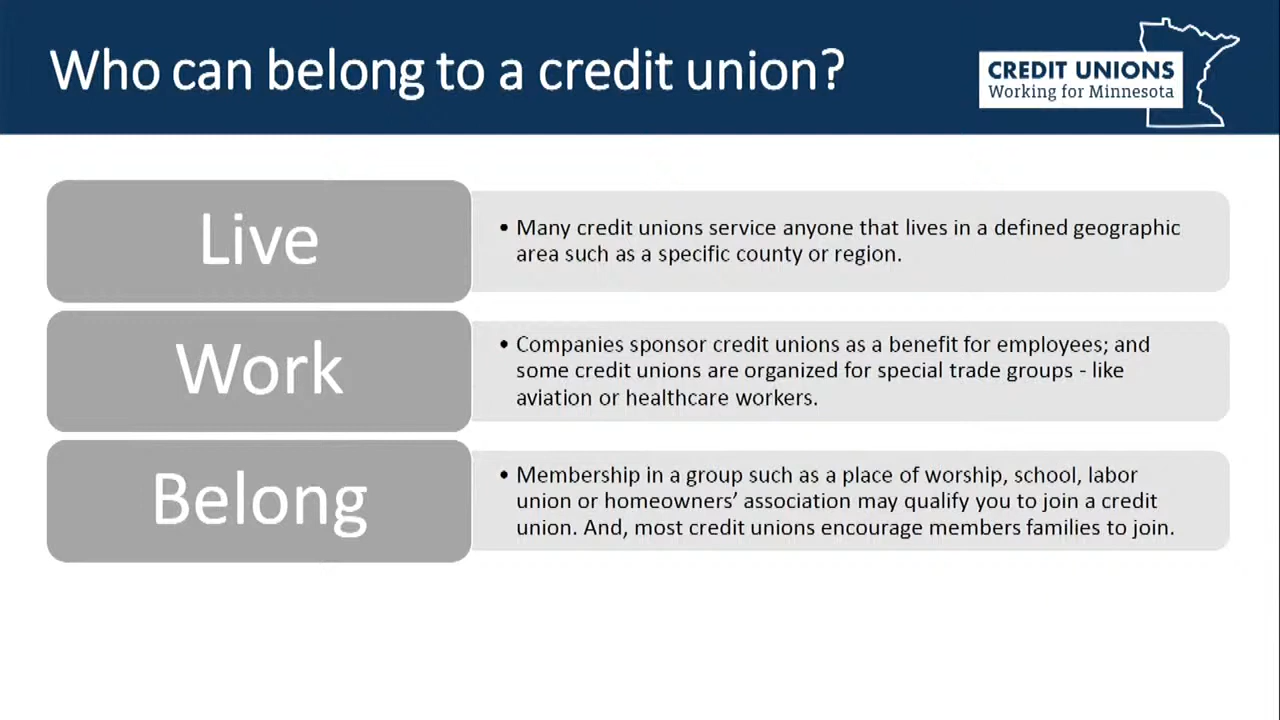 Who can belong to a credit union?
CREDIT UNIONS
Working for Minnesota
Live
• Many credit unions service anyone that lives in a defined geographic
area such as a specific county or region.
Work
• Companies sponsor credit unions as a benefit for employees; and
some credit unions are organized for special trade groups - like
aviation or healthcare workers.
Belong
• Membership in a group such as a place of worship, school, labor
union or homeowners’ association may qualify you to join a credit
union. And, most credit unions encourage members families to join.